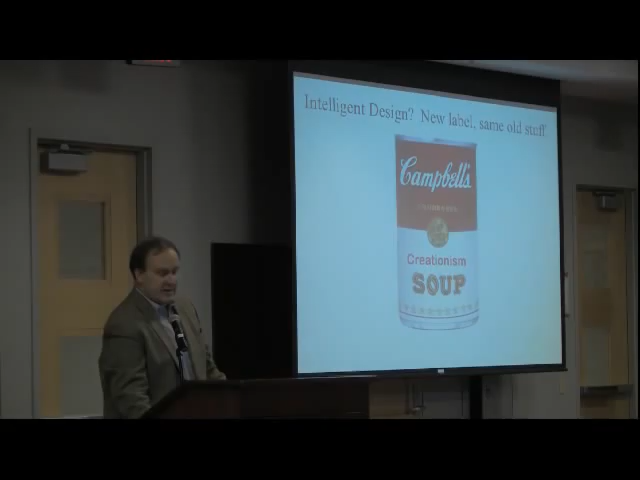 Intelligent Design? New label, same old stuff
Campbell's
Creationism
SOUP